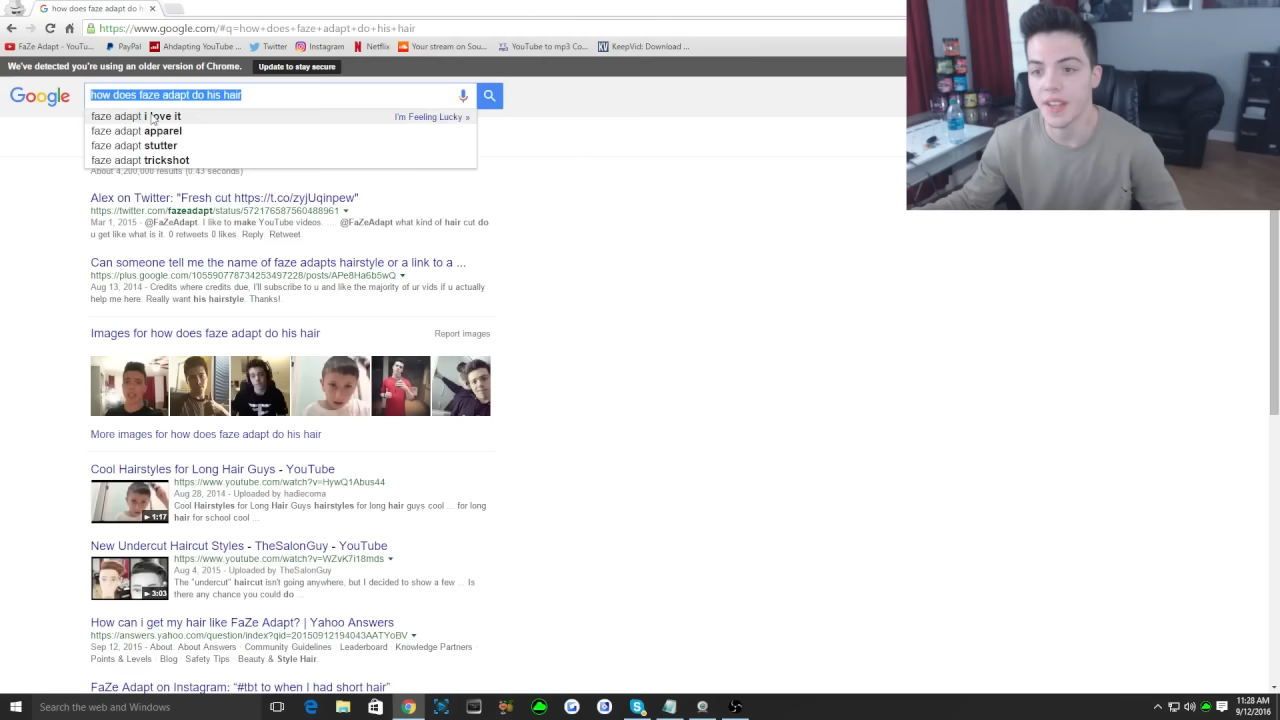 how does faze adapt do h
https://www.google.com/#q=how+does+faze+adapt+do+his+hair
FaZe Adapt - YouTu...
PayPal
Ahdapting YouTube ...
Twitter
Instagram
Netflix
Your stream on Sou...
YouTube to mp3 Co...
KeepVid: Download ...
We've detected you're using an older version of Chrome.
Update to stay secure
Google
how does faze adapt do his hair
faze adapt i love it
I'm Feeling Lucky »
faze adapt apparel
faze adapt stutter
faze adapt trickshot
About 4,200,000 results (0.43 seconds)
Alex on Twitter: "Fresh cut https://t.co/zyjUqinpew"
https://twitter.com/fazeadapt/status/572176587560488961
Mar 1, 2015 - @FaZeAdapt. I like to make YouTube videos. ... @FaZeAdapt what kind of hair cut do
u get like what is it. 0 retweets 0 likes. Reply. Retweet.
Can someone tell me the name of faze adapts hairstyle or a link to a ...
https://plus.google.com/105590778734253497228/posts/APe8Ha6b5wQ
Aug 13, 2014 - Credits where credits due, I'll subscribe to u and like the majority of ur vids if u actually
help me here. Really want his hairstyle. Thanks!.
Images for how does faze adapt do his hair
Report images
More images for how does faze adapt do his hair
Cool Hairstyles for Long Hair Guys - YouTube
https://www.youtube.com/watch?v=HywQ1Abus44
Aug 28, 2014 - Uploaded by hadiecoma
Cool Hairstyles for Long Hair Guys hairstyles for long hair guys cool ... for long
hair for school cool ...
1:17
New Undercut Haircut Styles - TheSalonGuy - YouTube
https://www.youtube.com/watch?v=WZvK7i18mds
Aug 4, 2015 - Uploaded by TheSalonGuy
The "undercut" haircut isn't going anywhere, but I decided to show a few ... Is
there any chance you could do ...
3:03
How can i get my hair like FaZe Adapt? | Yahoo Answers
https://answers.yahoo.com/question/index?qid=20150912194043AATYoBV
Sep 12, 2015 - About · About Answers · Community Guidelines · Leaderboard · Knowledge Partners ·
Points & Levels · Blog · Safety Tips · Beauty & Style Hair.
FaZe Adapt on Instagram: "#tbt to when I had short hair"
Search the web and Windows
11:28 AM
9/12/2016